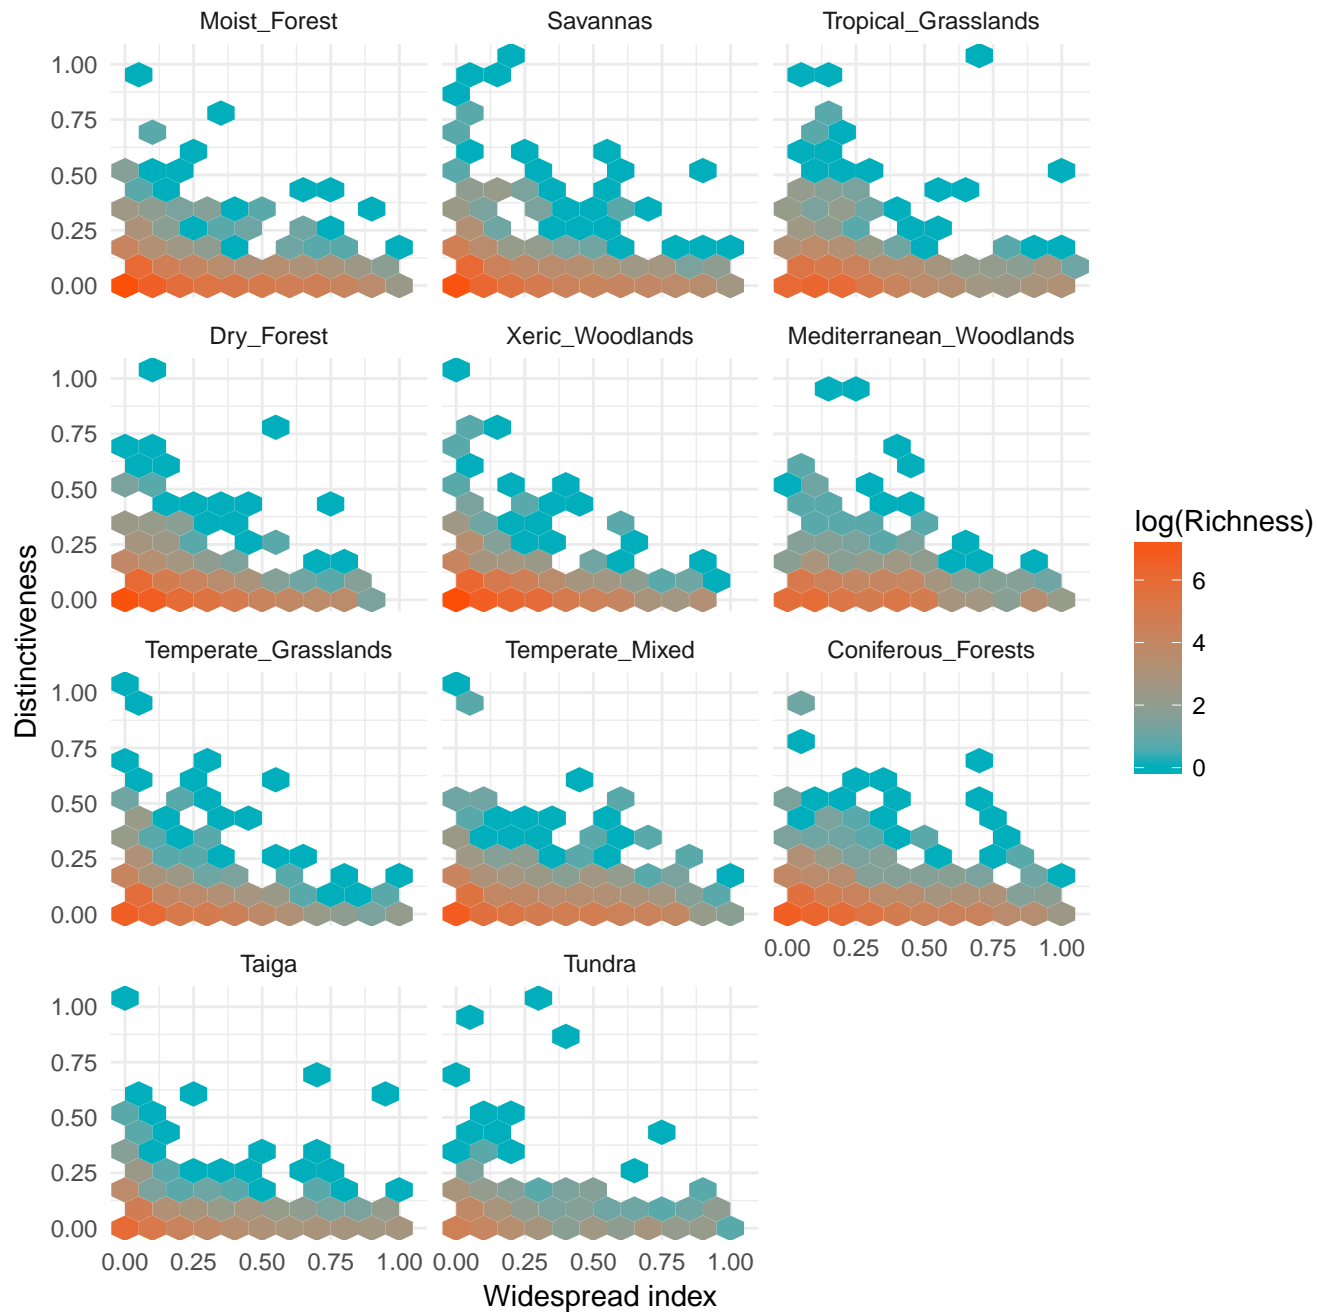 Moist_Forest Savannas Tropical_Grasslands
1.00
0.75
0.50
0.25
0.00
Dry_Forest Xeric_Woodlands Mediterranean_Woodlands
1.00
0.75
0.50
0.25
0.00
Temperate_Grasslands Temperate_Mixed Coniferous_Forests
1.00
0.75
0.50
0.25
0.00
0.00 0.25 0.50 0.75 1.00
Taiga Tundra
1.00
0.75
0.50
0.25
0.00
0.00 0.25 0.50 0.75 1.00 0.00 0.25 0.50 0.75 1.00
Widespread index
Distinctiveness
log(Richness)
6
4
2
0